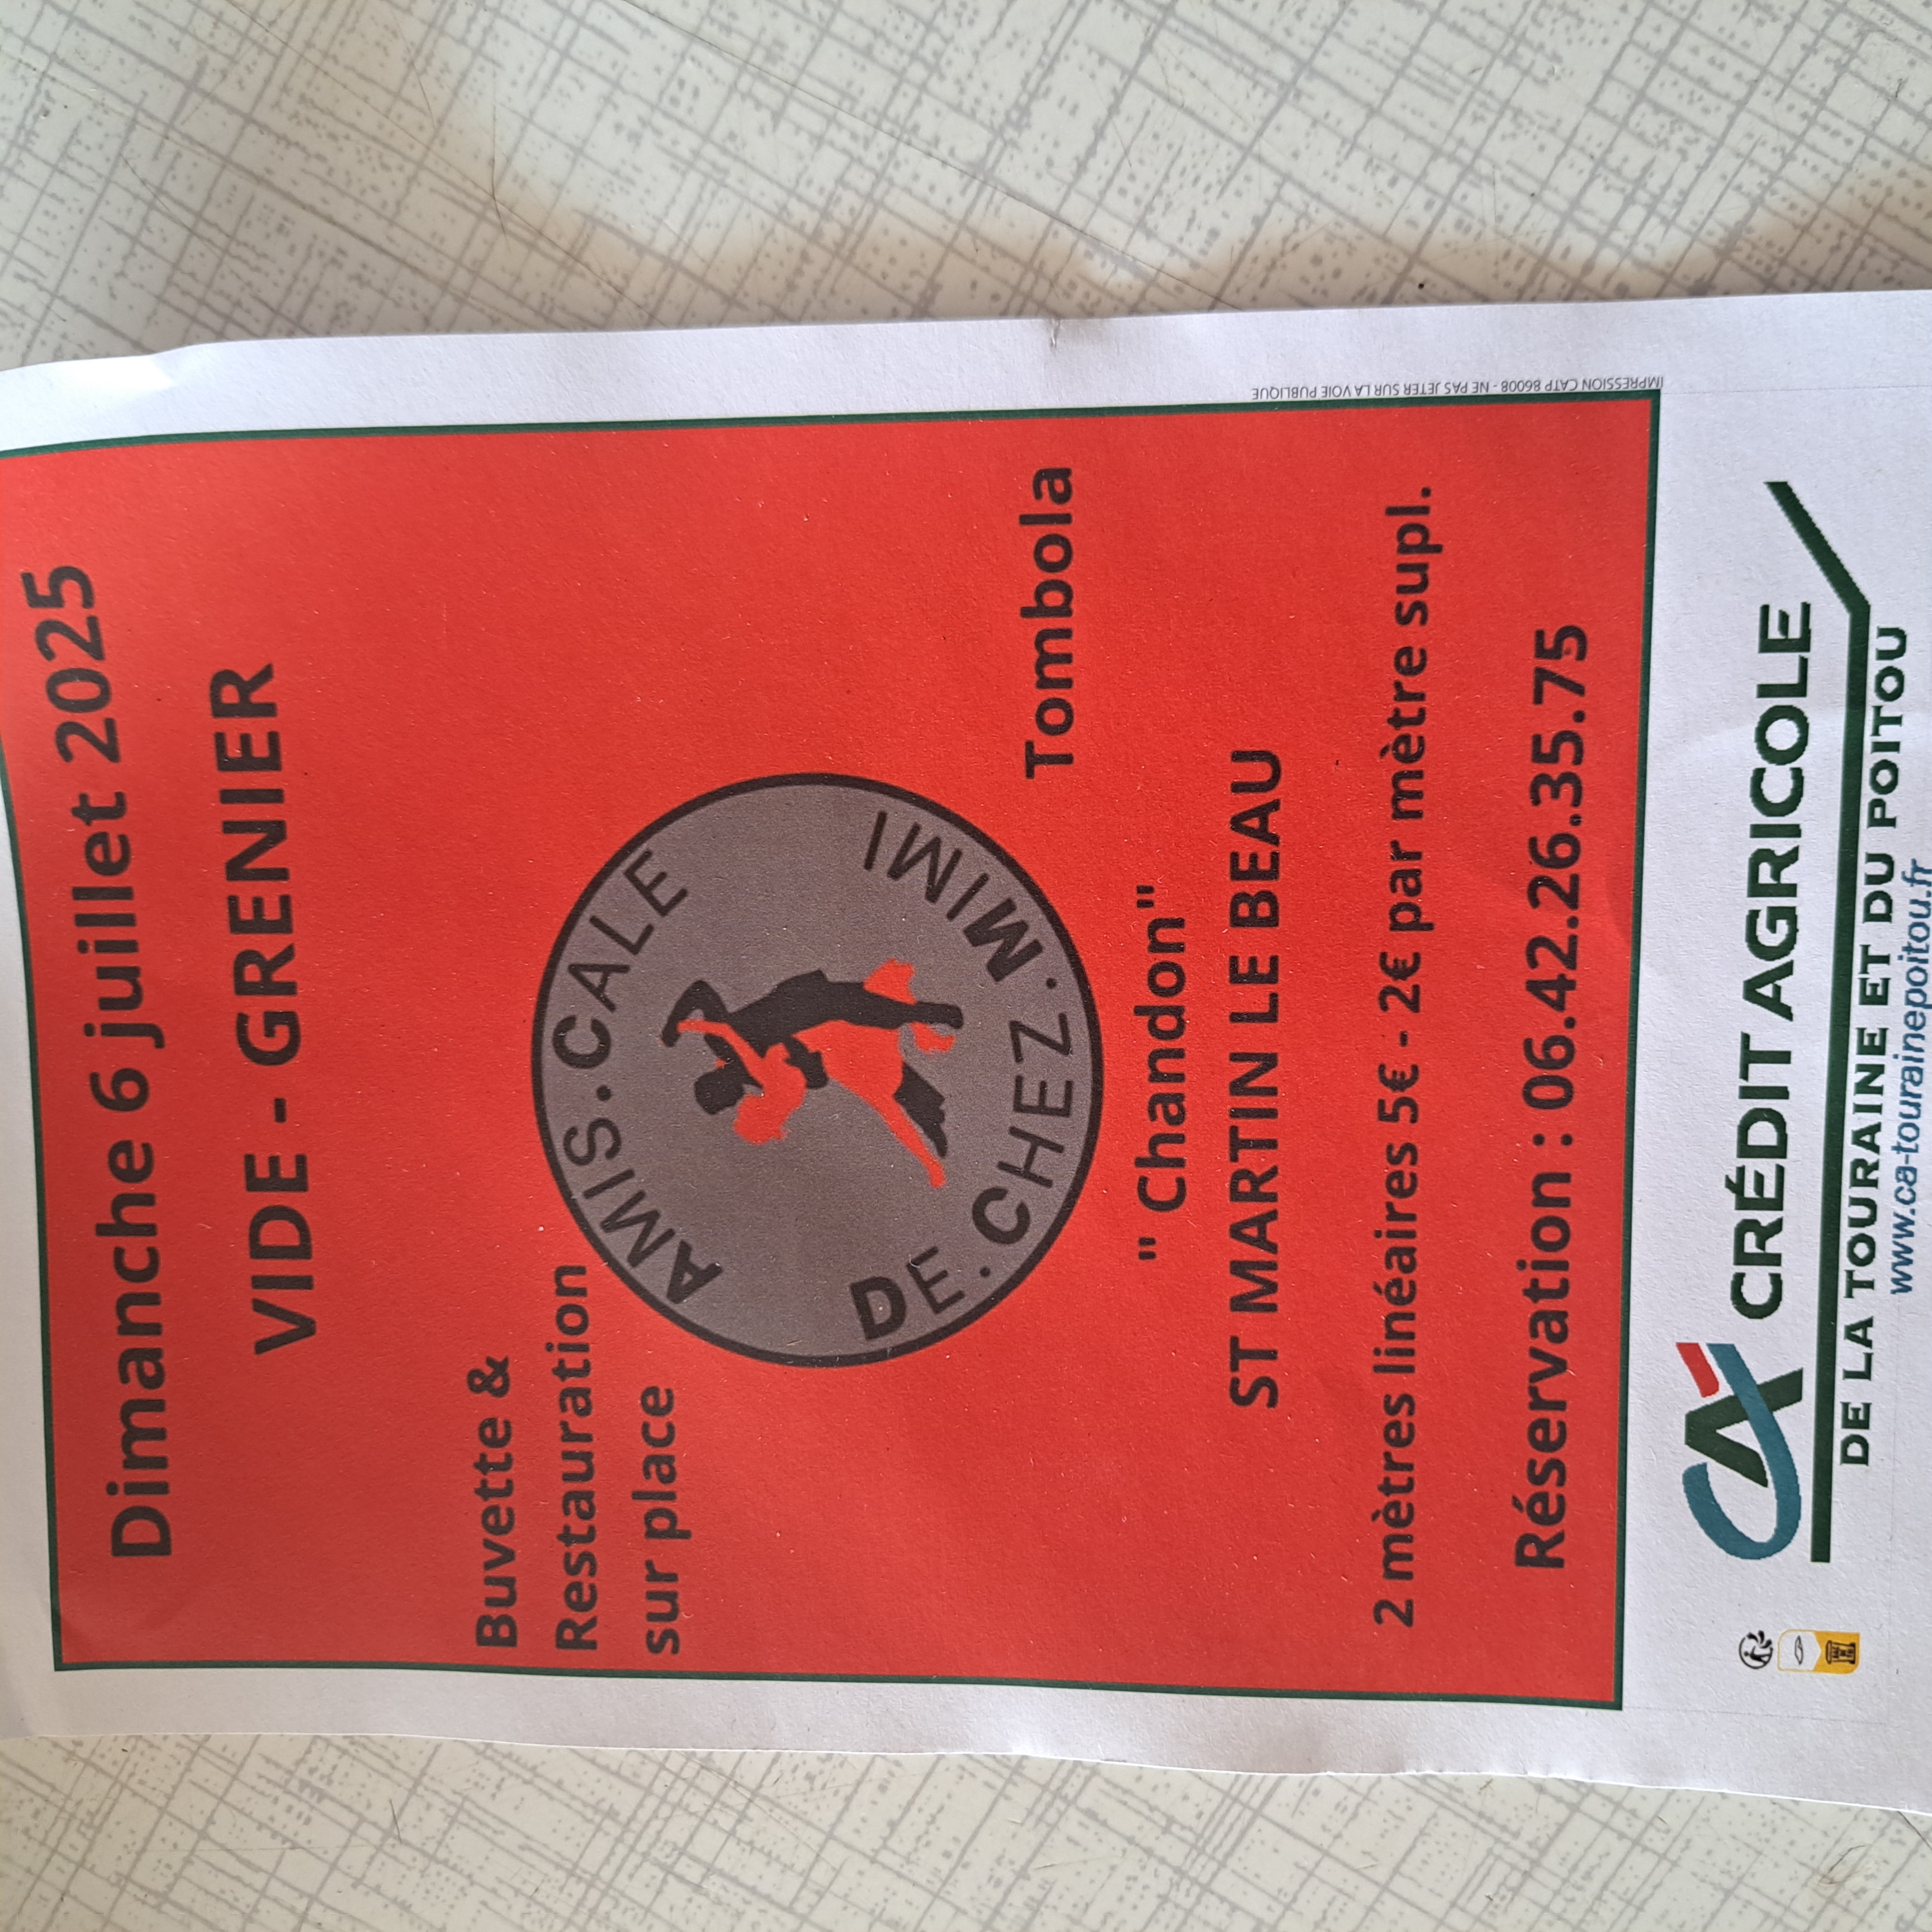 Dimanche 6 juillet 2025
VIDE - GRENIER
Buvette &
Restauration
sur place
AMIS.CALE
DE.CHEZ.MIMI
Tombola
" Chandon"
ST MARTIN LE BEAU
2 mètres linéaires 5€ - 2€ par mètre supl.
Réservation : 06.42.26.35.75
IMPRESSION CATP 86008 - NE PAS JETER SUR LA VOIE PUBLIQUE
CA CRÉDIT AGRICOLE
DE LA TOURAINE ET DU POITOU
www.ca-tourainepoitou.fr